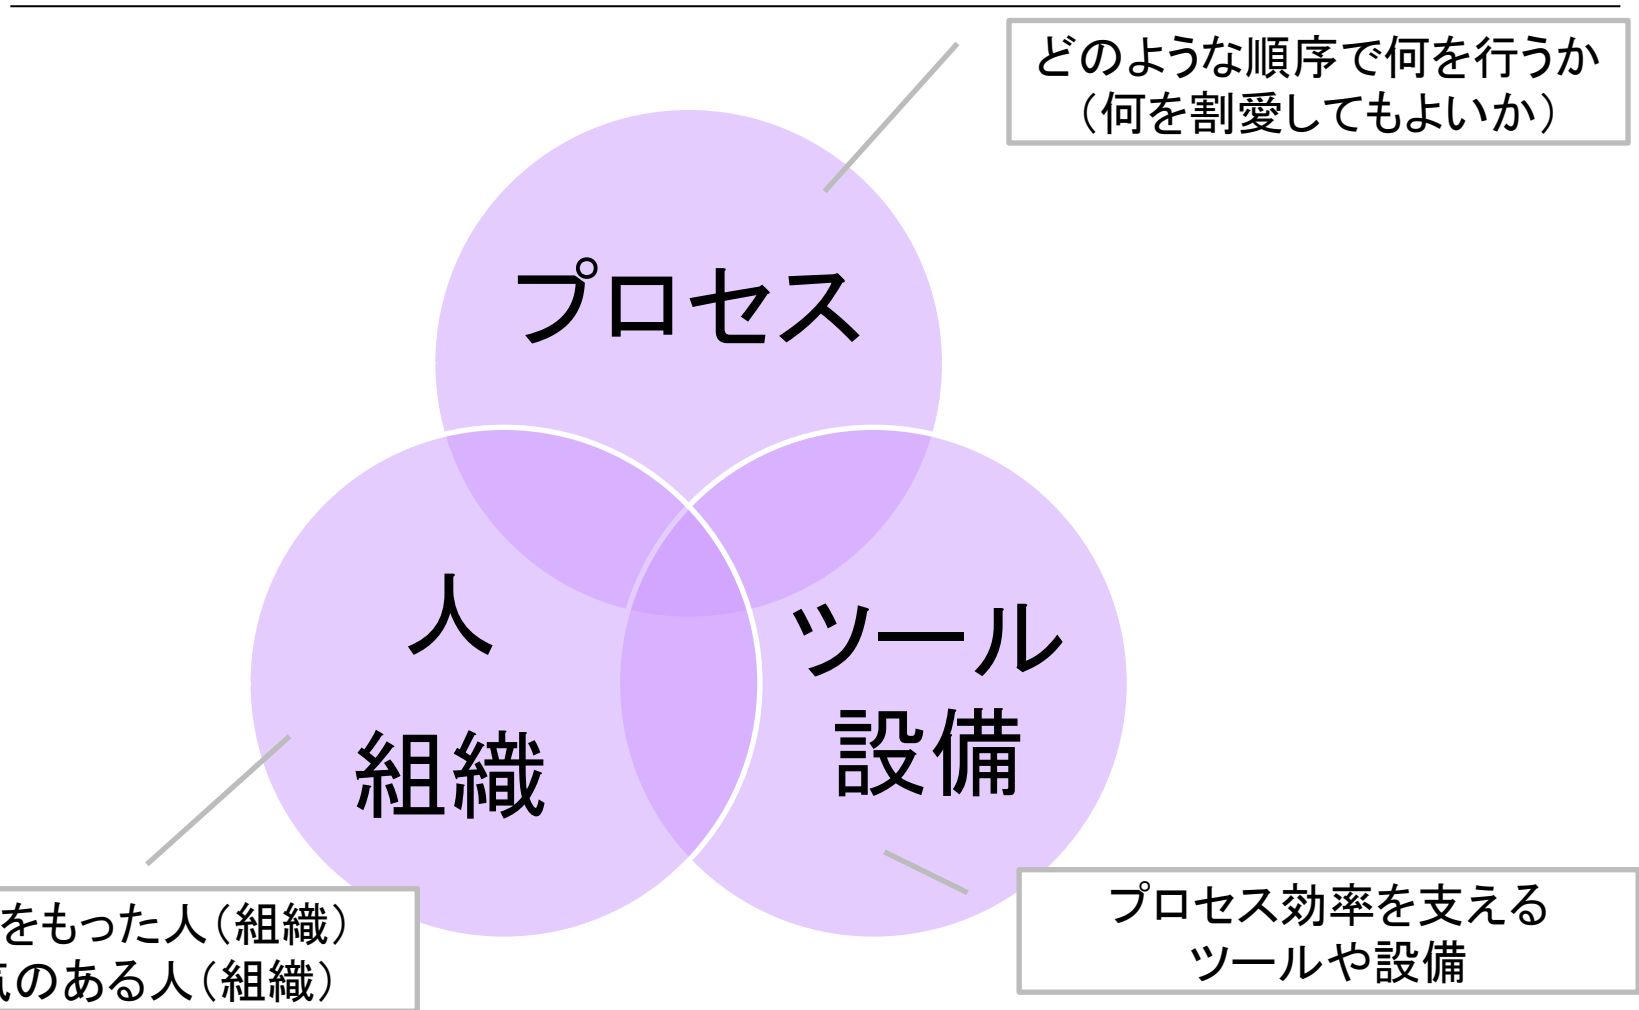 どのような順序で何を行うか
（何を割愛してもよいか）
プロセス
人
組織
ツール
設備
をもった人（組織）
のある人（組織）
プロセス効率を支える
ツールや設備